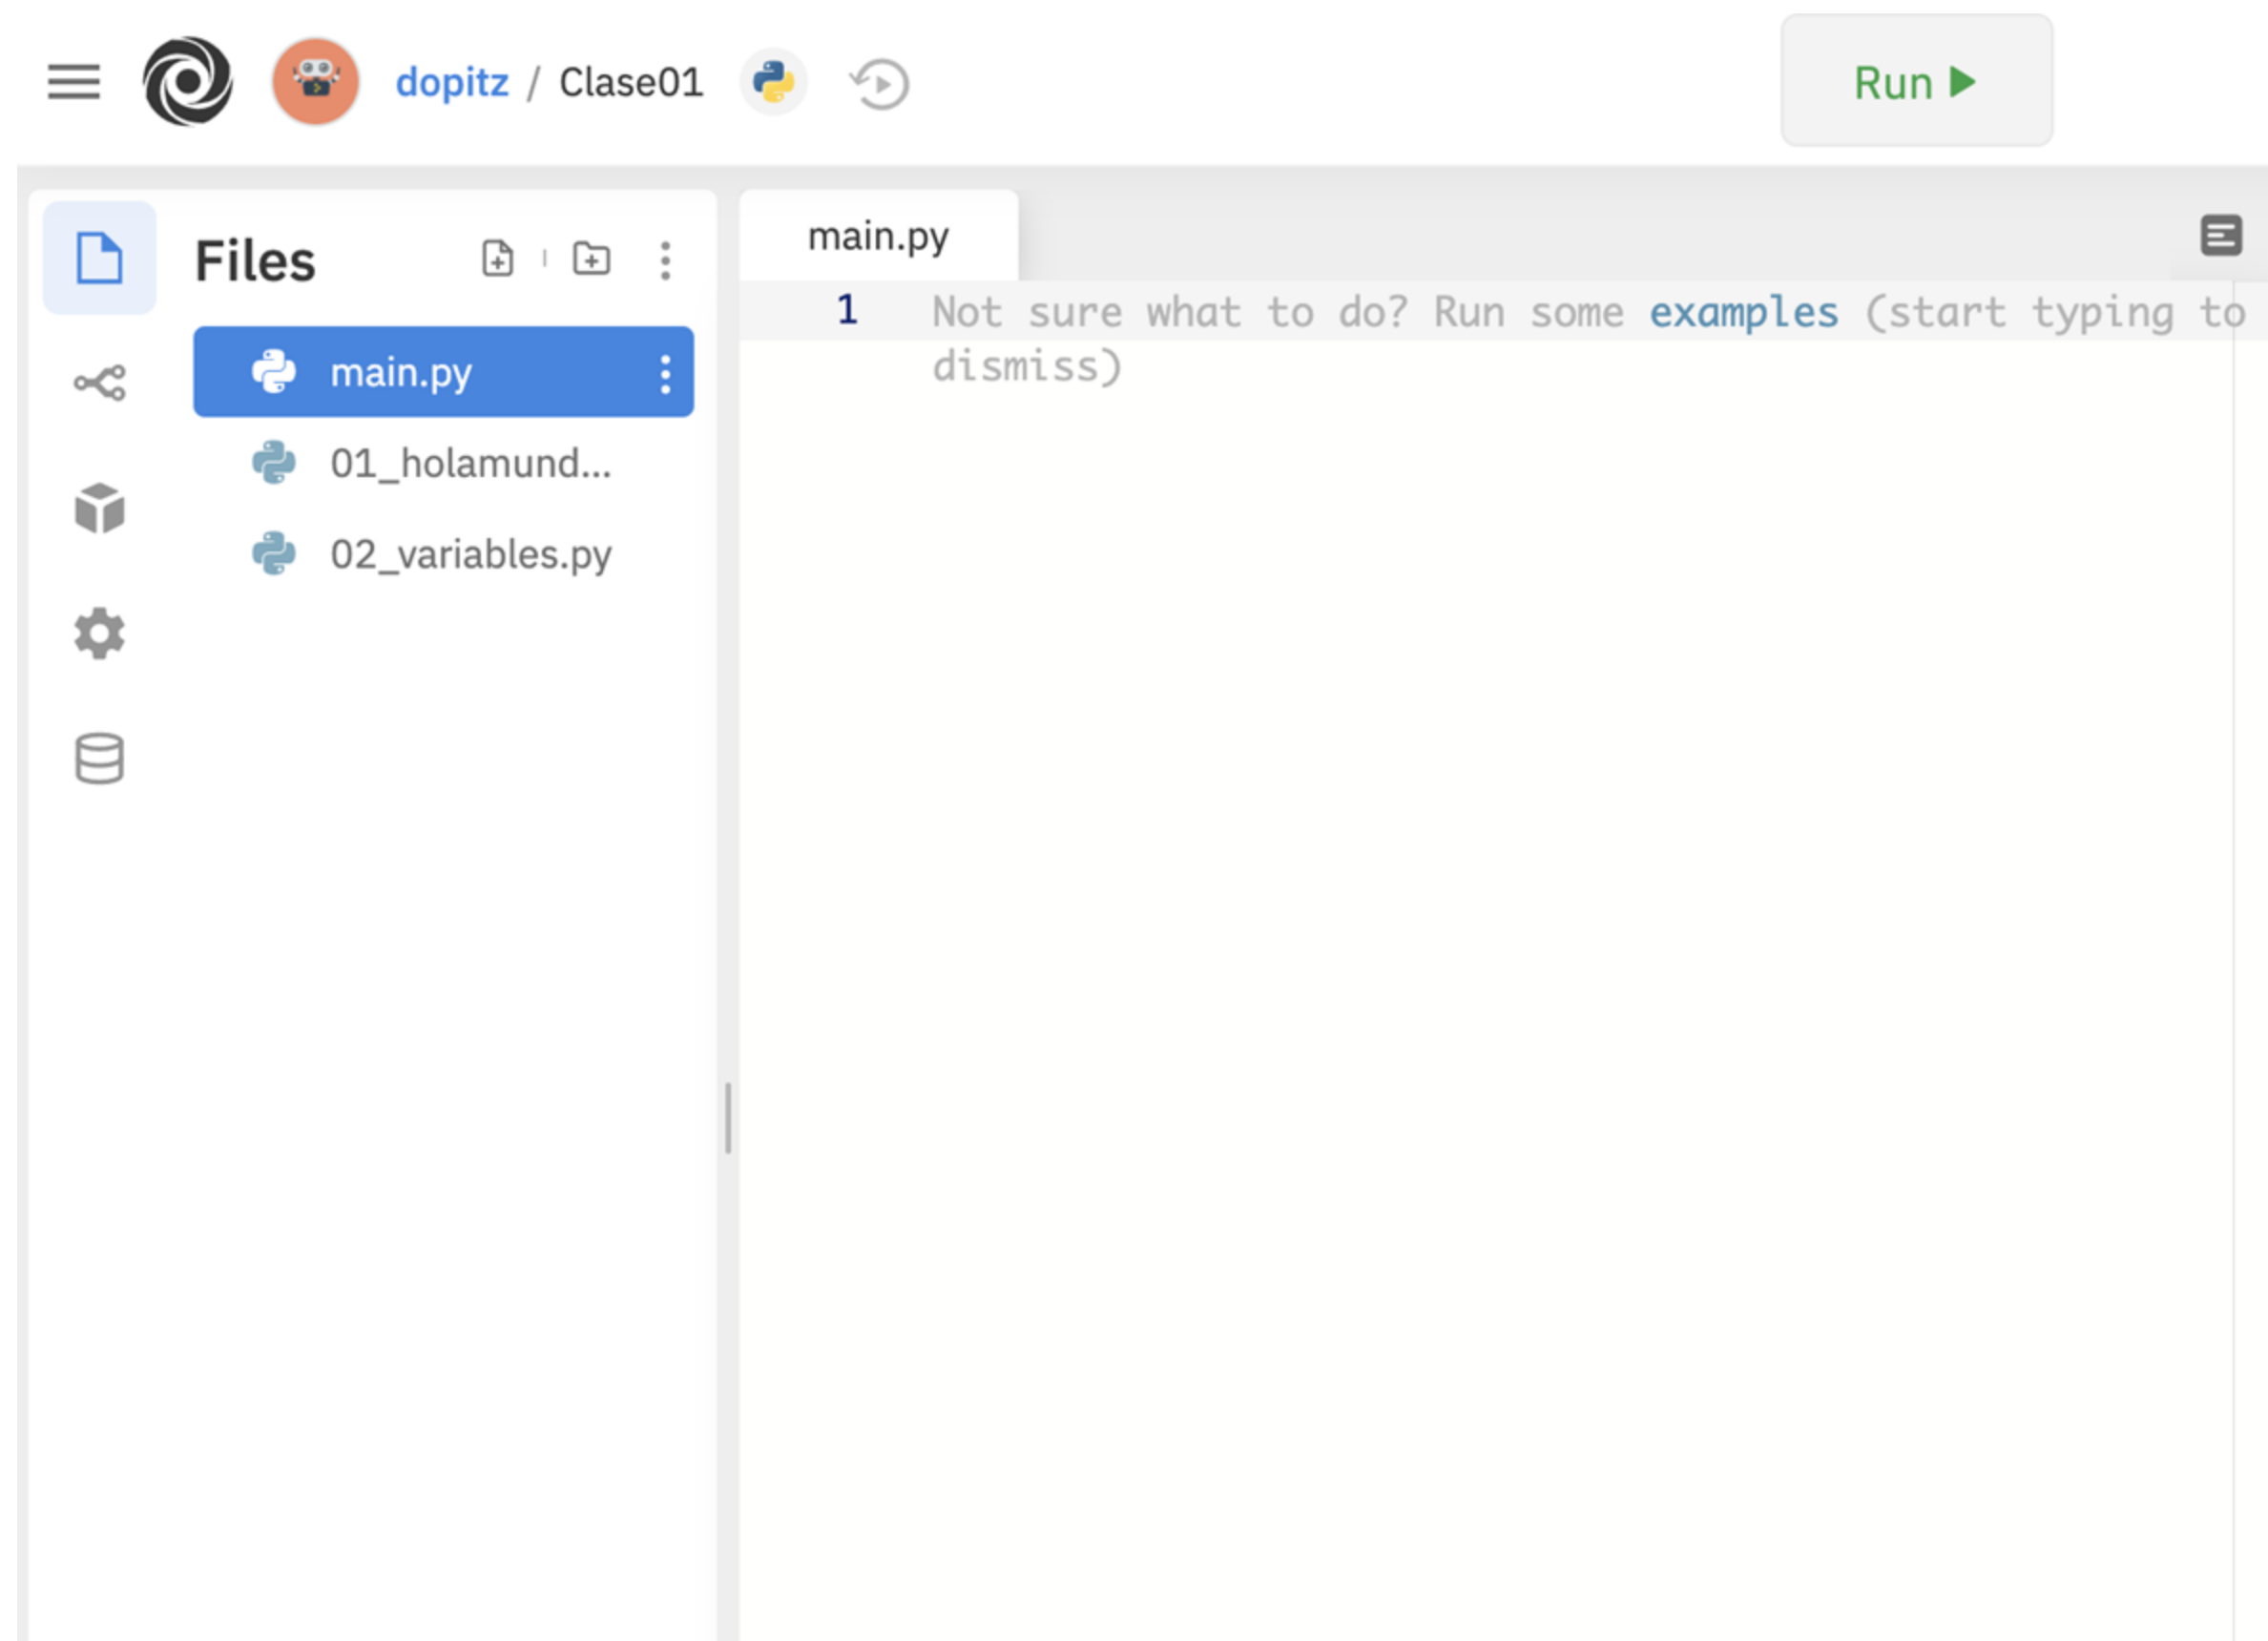 dopitz / Clase01
Run
Files
main.py
01_holamund...
02_variables.py
main.py
1 Not sure what to do? Run some examples (start typing to
dismiss)